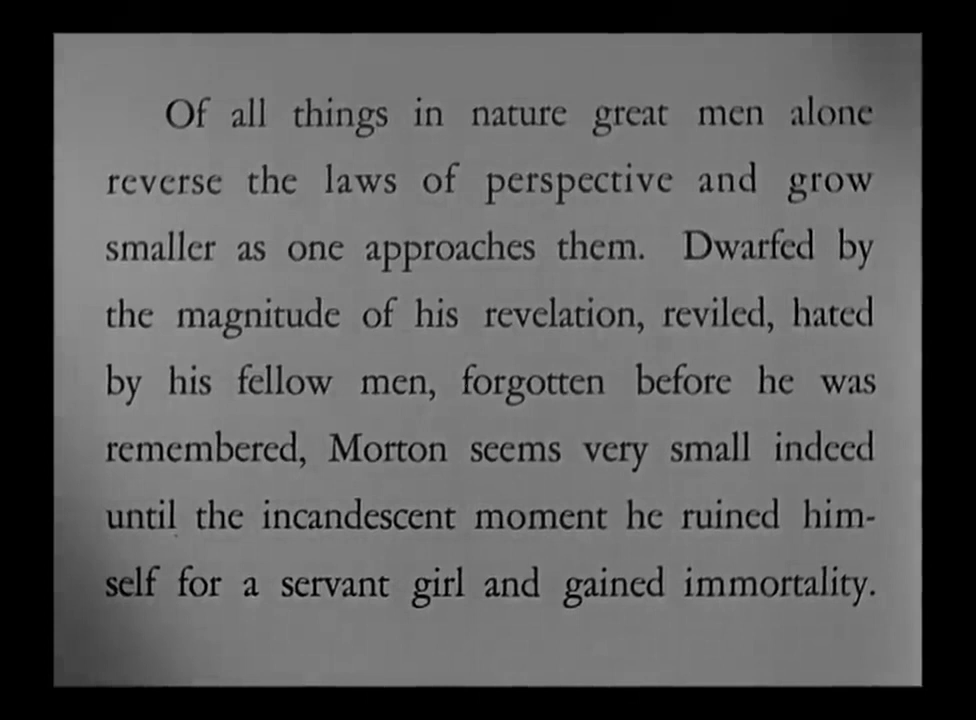 Of all things in nature great men alone
reverse the laws of perspective and grow
smaller as one approaches them. Dwarfed by
the magnitude of his revelation, reviled, hated
by his fellow men, forgotten before he was
remembered, Morton seems very small indeed
until the incandescent moment he ruined him-
self for a servant girl and gained immortality.